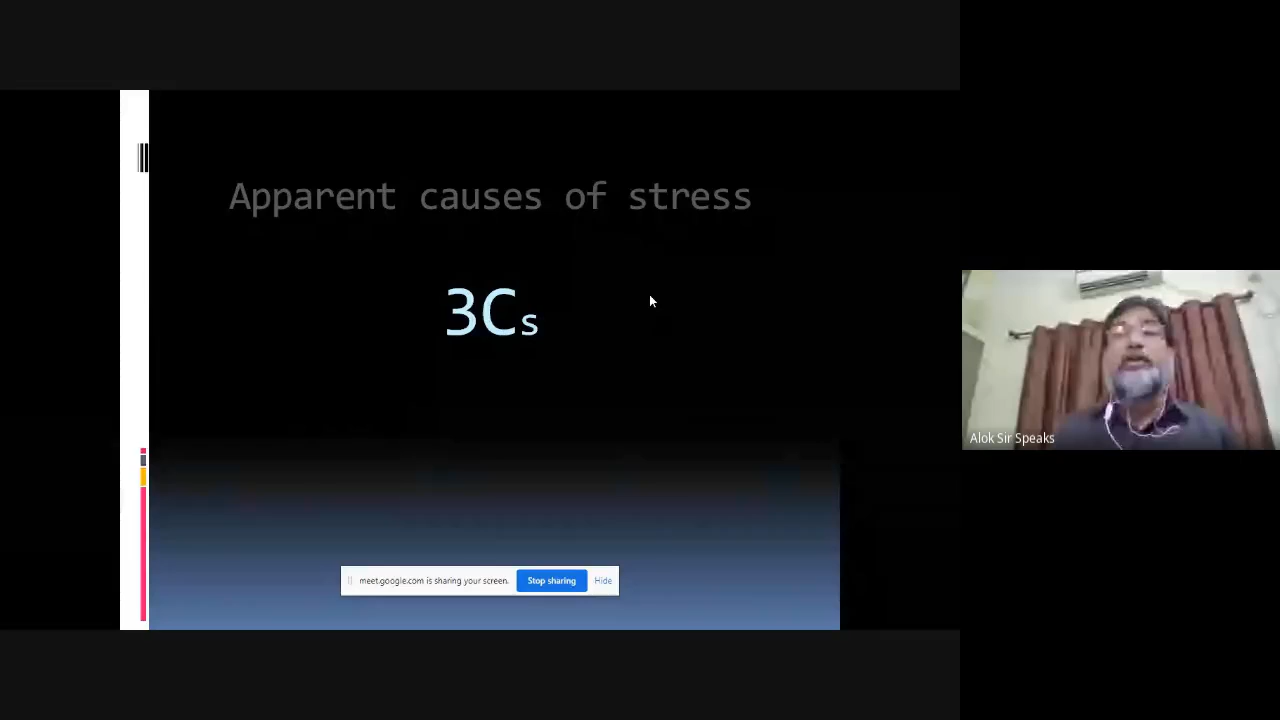 Apparent causes of stress
3Cs
Alok Sir Speaks
meet.google.com is sharing your screen. Stop sharing Hide